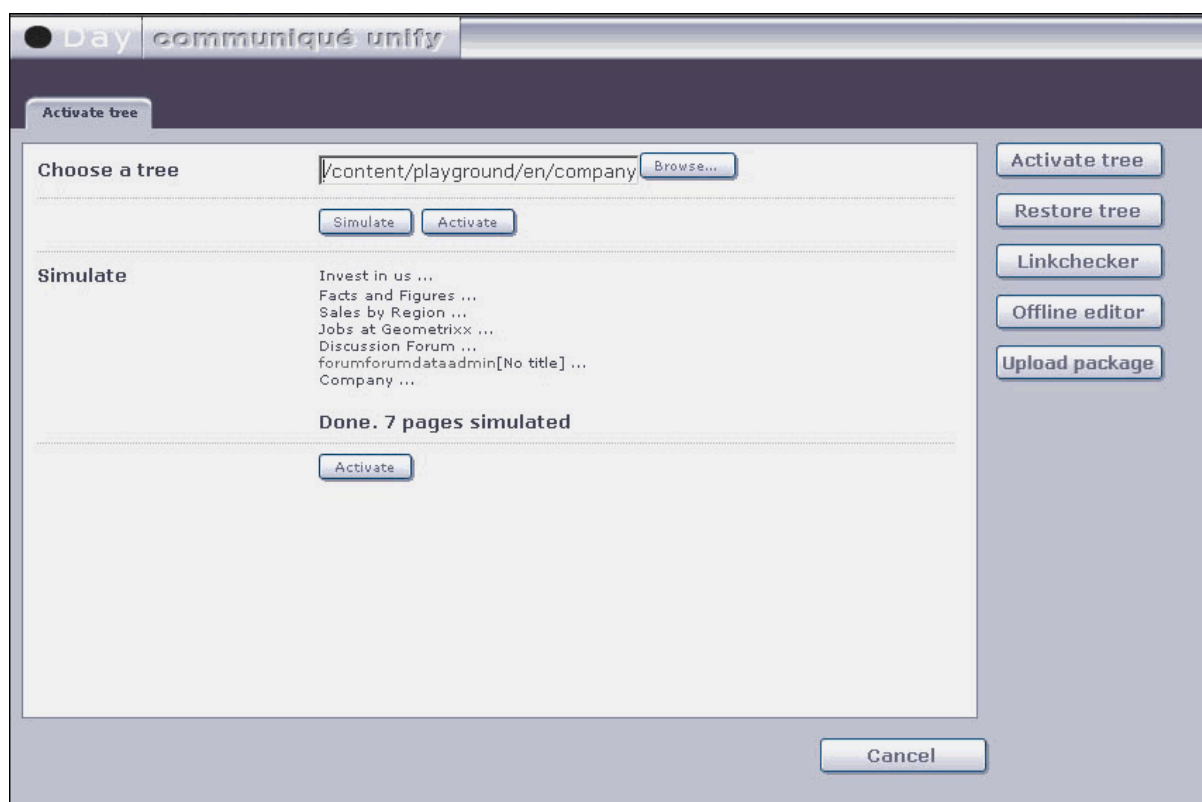 Day communiqué unify
Activate tree
Choose a tree /content/playground/en/company Browse...
Simulate Activate
Simulate
Invest in us ...
Facts and Figures ...
Sales by Region ...
Jobs at Geometrixx ...
Discussion Forum ...
forumforumdataadmin[No title] ...
Company ...
Done. 7 pages simulated
Activate
Activate tree
Restore tree
Linkchecker
Offline editor
Upload package
Cancel